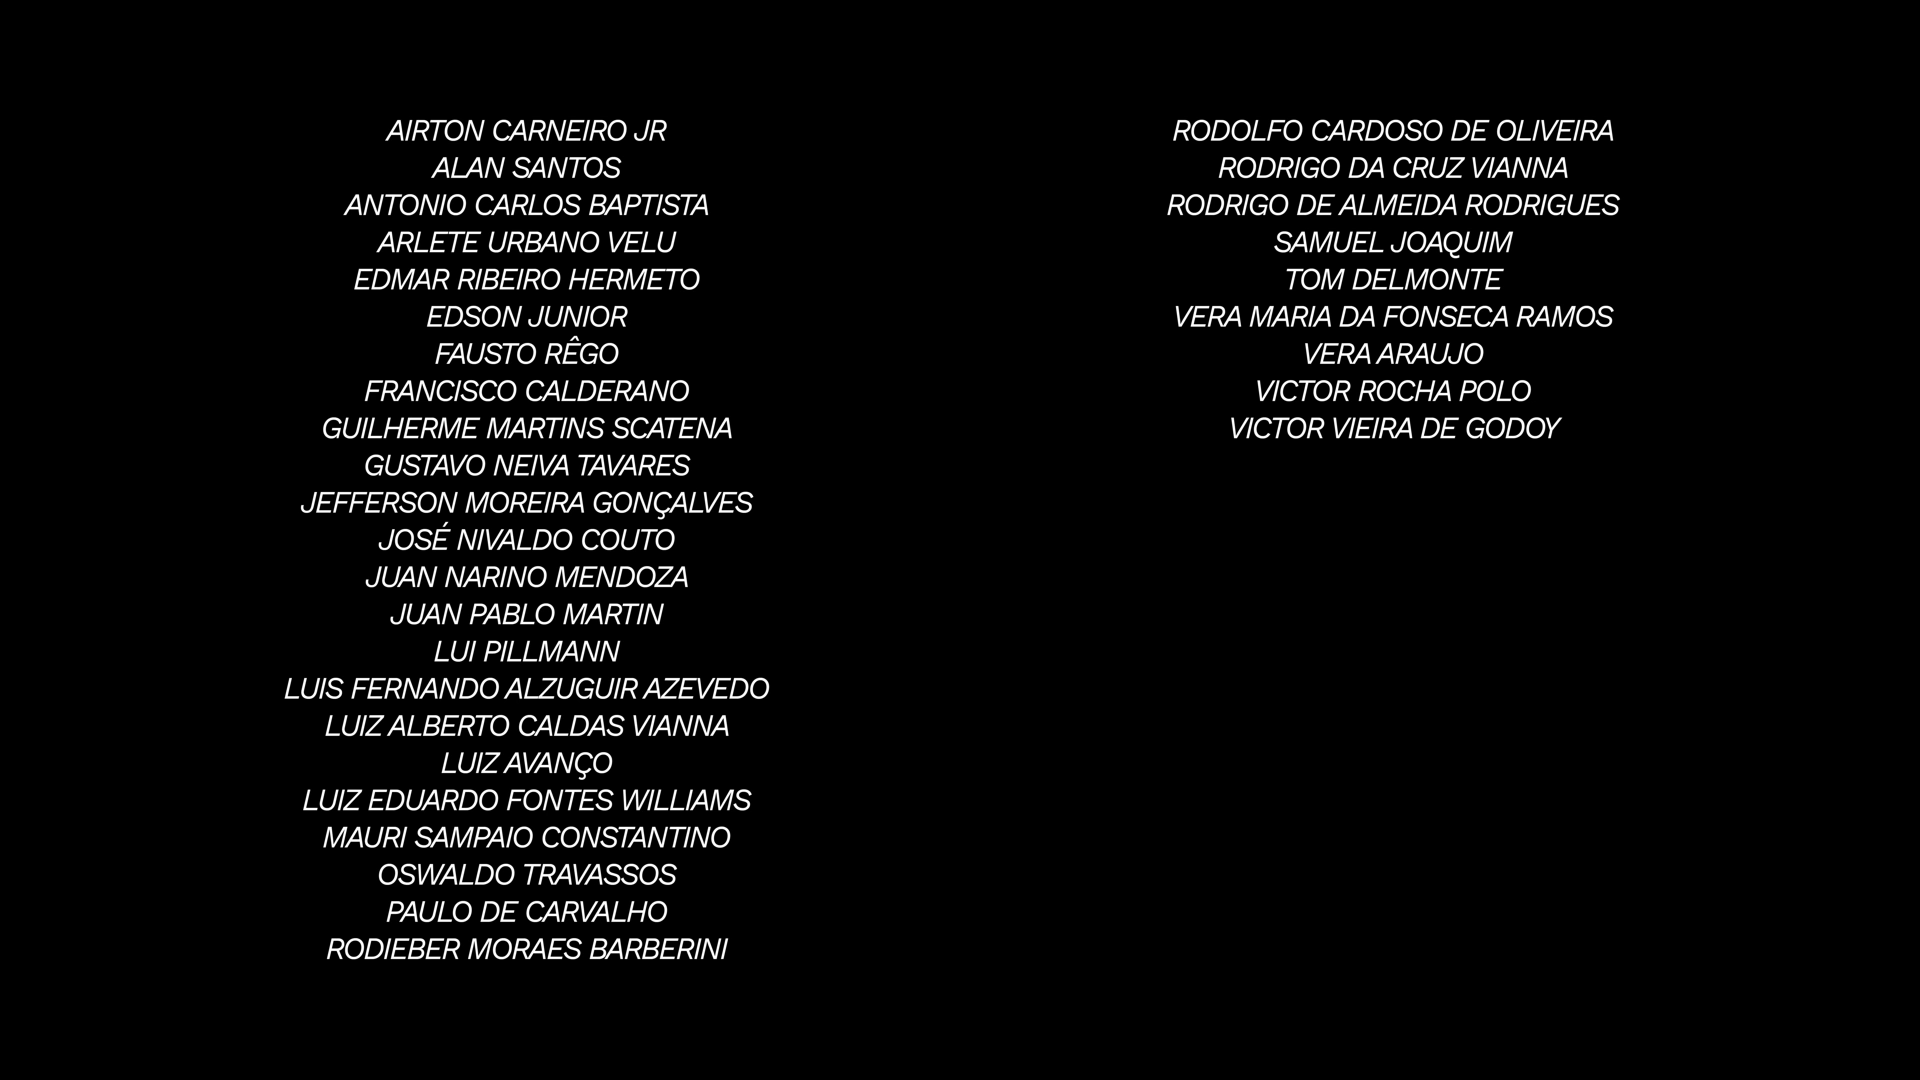 AIRTON CARNEIRO JR
ALAN SANTOS
ANTONIO CARLOS BAPTISTA
ARLETE URBANO VELU
EDMAR RIBEIRO HERMETO
EDSON JUNIOR
FAUSTO RÊGO
FRANCISCO CALDERANO
GUILHERME MARTINS SCATENA
GUSTAVO NEIVA TAVARES
JEFFERSON MOREIRA GONÇALVES
JOSÉ NIVALDO COUTO
JUAN NARINO MENDOZA
JUAN PABLO MARTIN
LUI PILLMANN
LUIS FERNANDO ALZUGUIR AZEVEDO
LUIZ ALBERTO CALDAS VIANNA
LUIZ AVANÇO
LUIZ EDUARDO FONTES WILLIAMS
MAURI SAMPAIO CONSTANTINO
OSWALDO TRAVASSOS
PAULO DE CARVALHO
RODIEBER MORAES BARBERINI
RODOLFO CARDOSO DE OLIVEIRA
RODRIGO DA CRUZ VIANNA
RODRIGO DE ALMEIDA RODRIGUES
SAMUEL JOAQUIM
TOM DELMONTE
VERA MARIA DA FONSECA RAMOS
VERA ARAUJO
VICTOR ROCHA POLO
VICTOR VIEIRA DE GODOY